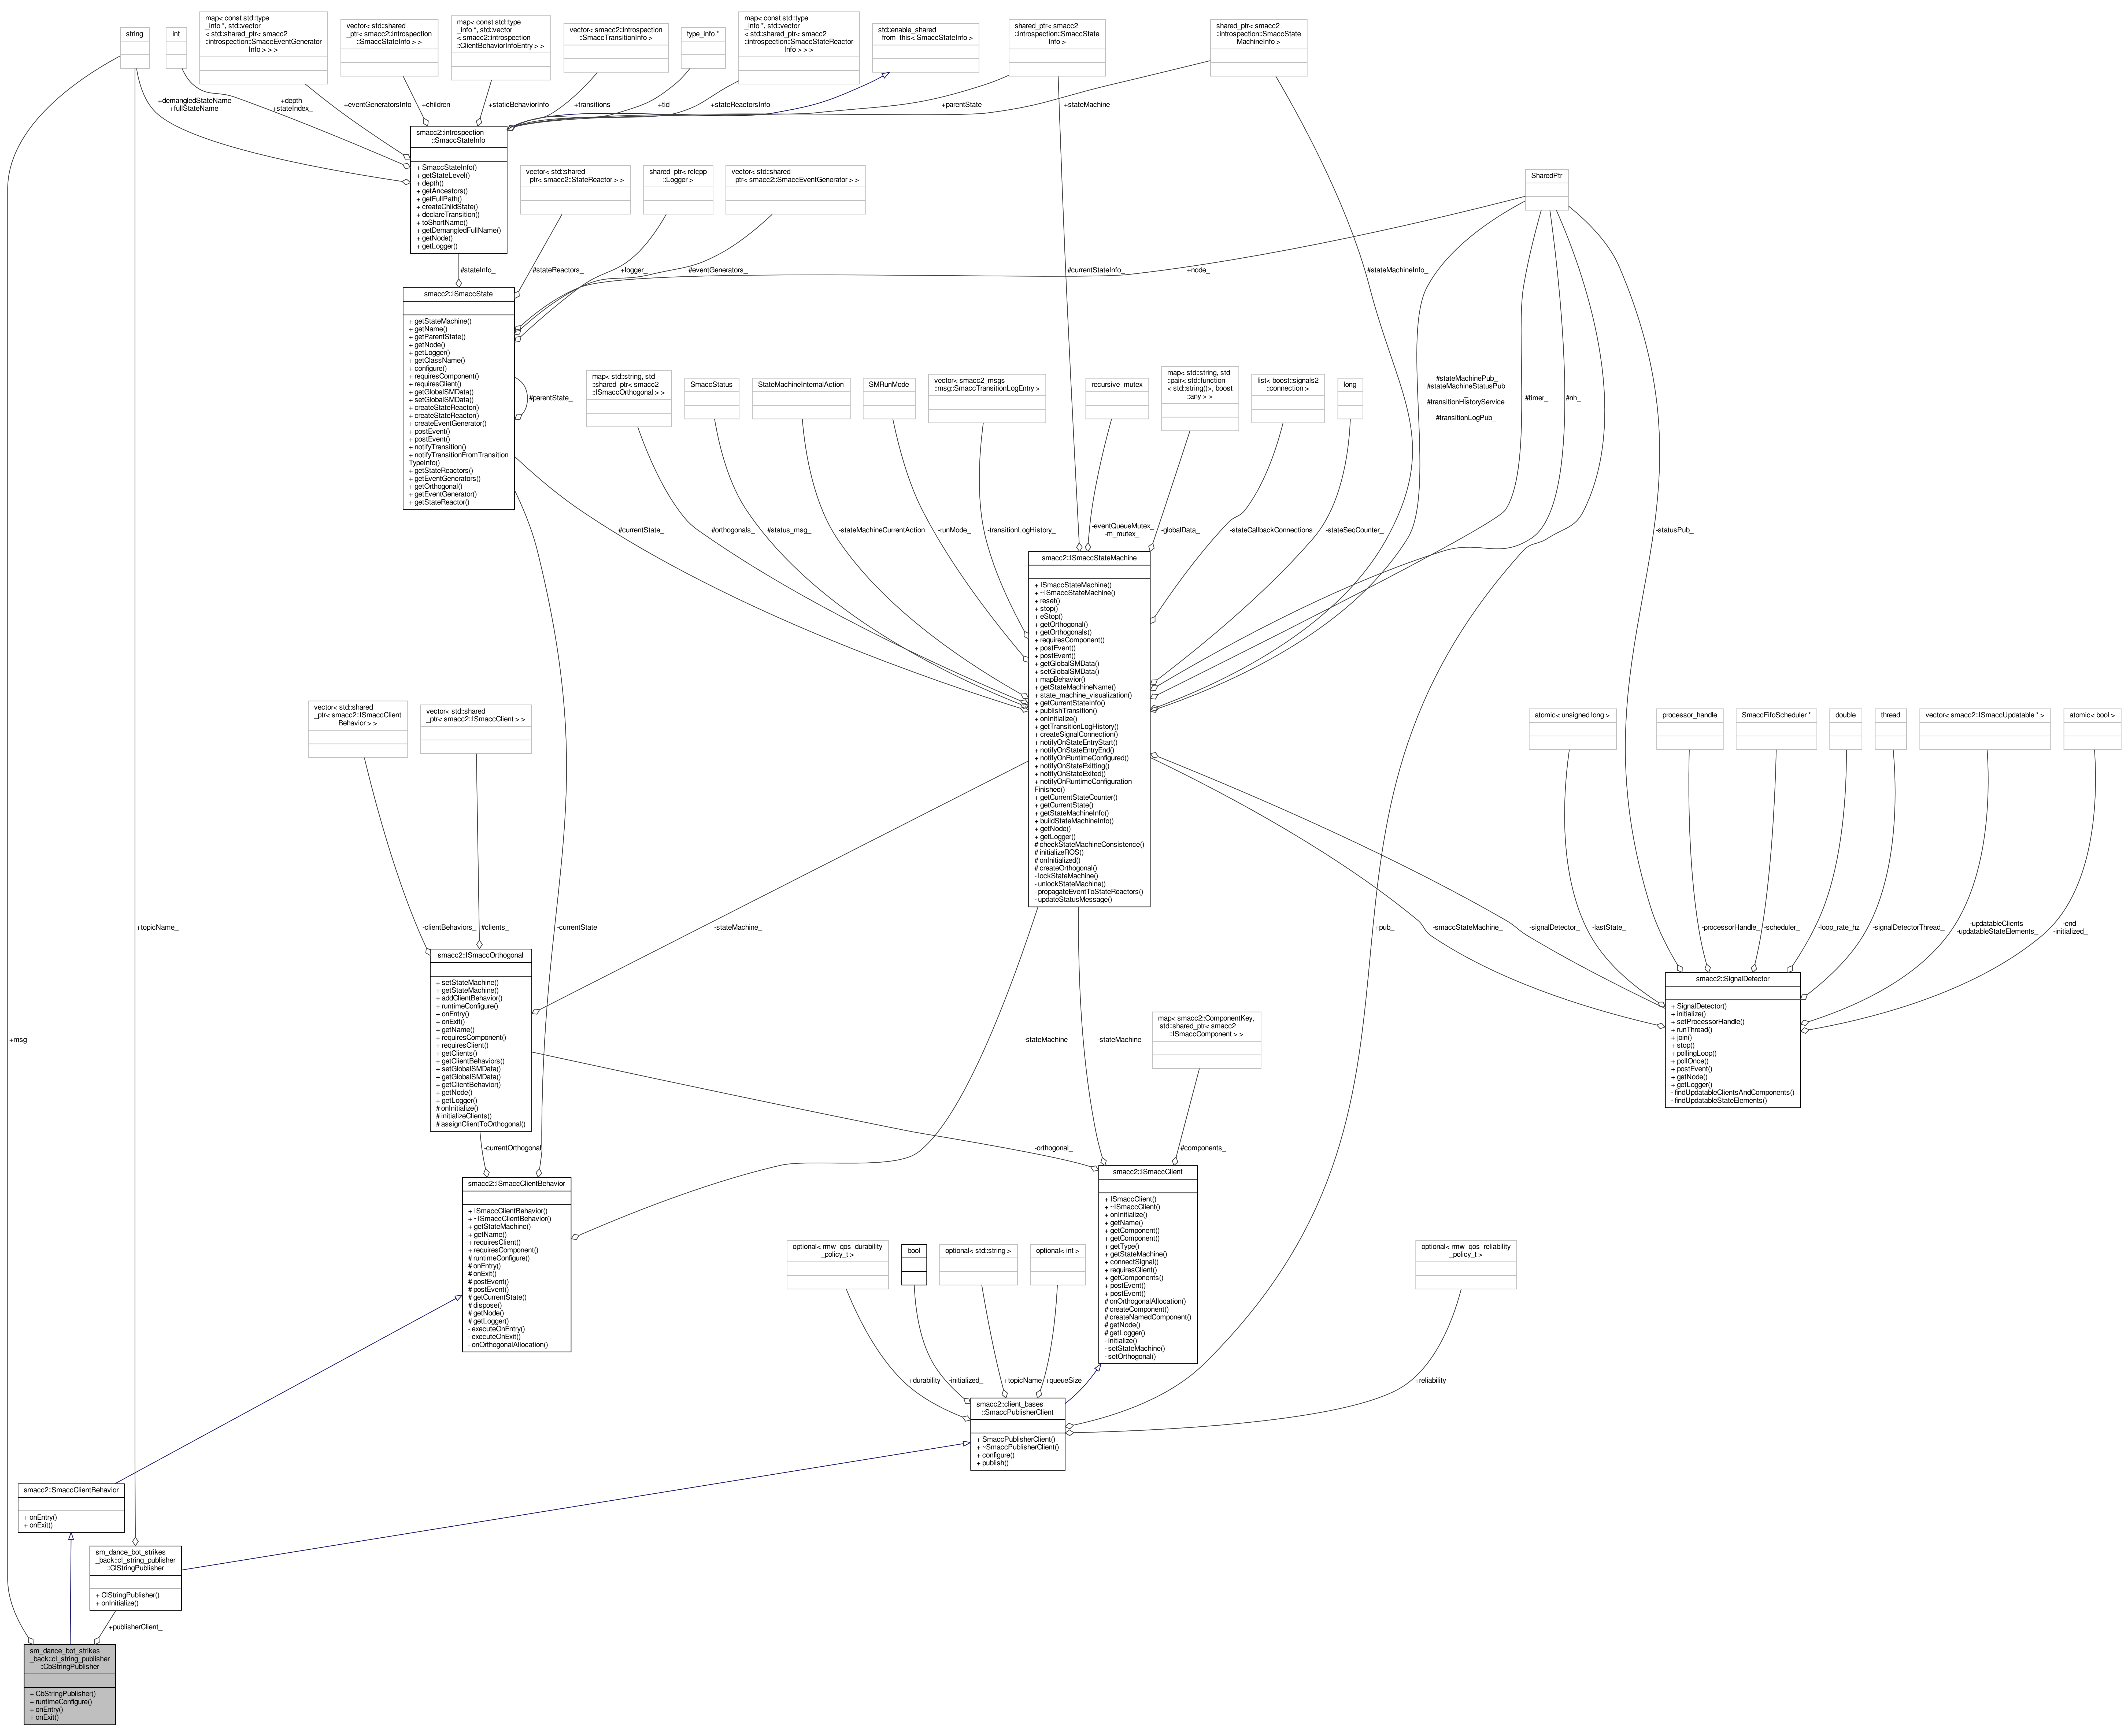 string
int
map< const std::type
_info *, std::vector
< std::shared_ptr< smacc2
::introspection::SmaccEventGenerator
Info > > >
vector< std::shared
_ptr< smacc2::introspection
::SmaccStateInfo > >
map< const std::type
_info *, std::vector
< smacc2::introspection
::ClientBehaviorInfoEntry > >
vector< smacc2::introspection
::SmaccTransitionInfo >
type_info *
map< const std::type
_info *, std::vector
< std::shared_ptr< smacc2
::introspection::SmaccStateReactor
Info > > >
std::enable_shared
_from_this< SmaccStateInfo >
shared_ptr< smacc2
::introspection::SmaccState
Info >
shared_ptr< smacc2
::introspection::SmaccState
MachineInfo >
+demangledStateName
+fullStateName
+depth_
+stateIndex_
+eventGeneratorsInfo
+children_
+staticBehaviorInfo
+transitions_
+tid_
+stateReactorsInfo
+parentState_
+stateMachine_
smacc2::introspection
::SmaccStateInfo
+ SmaccStateInfo()
+ getStateLevel()
+ depth()
+ getAncestors()
+ getFullPath()
+ createChildState()
+ declareTransition()
+ toShortName()
+ getDemangledFullName()
+ getNode()
+ getLogger()
vector< std::shared
_ptr< smacc2::StateReactor > >
shared_ptr< rclcpp
::Logger >
vector< std::shared
_ptr< smacc2::SmaccEventGenerator > >
SharedPtr
#stateInfo_
#stateReactors_
+logger_
#eventGenerators_
#currentStateInfo_
+node_
#stateMachineInfo_
smacc2::ISmaccState
+ getStateMachine()
+ getName()
+ getParentState()
+ getNode()
+ getLogger()
+ getClassName()
+ configure()
+ requiresComponent()
+ requiresClient()
+ getGlobalSMData()
+ setGlobalSMData()
+ createStateReactor()
+ createStateReactor()
+ createEventGenerator()
+ postEvent()
+ postEvent()
+ notifyTransition()
+ notifyTransitionFromTransition
TypeInfo()
+ getStateReactors()
+ getEventGenerators()
+ getOrthogonal()
+ getEventGenerator()
+ getStateReactor()
#parentState_
map< std::string, std
::shared_ptr< smacc2
::ISmaccOrthogonal > >
SmaccStatus
StateMachineInternalAction
SMRunMode
vector< smacc2_msgs
::msg::SmaccTransitionLogEntry >
recursive_mutex
map< std::string, std
::pair< std::function
< std::string()>, boost
::any > >
list< boost::signals2
::connection >
long
#stateMachinePub_
#stateMachineStatusPub
_
#transitionHistoryService
_
#transitionLogPub_
#timer_
#nh_
#currentState_
#orthogonals_
#status_msg_
-stateMachineCurrentAction
-runMode_
-transitionLogHistory_
-eventQueueMutex_
-m_mutex_
-globalData_
-stateCallbackConnections
-stateSeqCounter_
-statusPub_
smacc2::ISmaccStateMachine
+ ISmaccStateMachine()
+ ~ISmaccStateMachine()
+ reset()
+ stop()
+ eStop()
+ getOrthogonal()
+ getOrthogonals()
+ requiresComponent()
+ postEvent()
+ postEvent()
+ getGlobalSMData()
+ setGlobalSMData()
+ mapBehavior()
+ getStateMachineName()
+ state_machine_visualization()
+ getCurrentStateInfo()
+ publishTransition()
+ onInitialize()
+ getTransitionLogHistory()
+ createSignalConnection()
+ notifyOnStateEntryStart()
+ notifyOnStateEntryEnd()
+ notifyOnRuntimeConfigured()
+ notifyOnStateExitting()
+ notifyOnStateExited()
+ notifyOnRuntimeConfiguration
Finished()
+ getCurrentStateCounter()
+ getCurrentState()
+ getStateMachineInfo()
+ buildStateMachineInfo()
+ getNode()
+ getLogger()
# checkStateMachineConsistence()
# initializeROS()
# onInitialized()
# createOrthogonal()
- lockStateMachine()
- unlockStateMachine()
- propagateEventToStateReactors()
- updateStatusMessage()
vector< std::shared
_ptr< smacc2::ISmaccClient
Behavior > >
vector< std::shared
_ptr< smacc2::ISmaccClient > >
atomic< unsigned long >
processor_handle
SmaccFifoScheduler *
double
thread
vector< smacc2::ISmaccUpdatable * >
atomic< bool >
+topicName_
-clientBehaviors_
#clients_
-currentState
-stateMachine_
+pub_
-smaccStateMachine_
-signalDetector_
-lastState_
-processorHandle_
-scheduler_
-loop_rate_hz
-signalDetectorThread_
-updatableClients_
-updatableStateElements_
-end_
-initialized_
smacc2::ISmaccOrthogonal
+ setStateMachine()
+ getStateMachine()
+ addClientBehavior()
+ runtimeConfigure()
+ onEntry()
+ onExit()
+ getName()
+ requiresComponent()
+ requiresClient()
+ getClients()
+ getClientBehaviors()
+ setGlobalSMData()
+ getGlobalSMData()
+ getClientBehavior()
+ getNode()
+ getLogger()
# onInitialize()
# initializeClients()
# assignClientToOrthogonal()
smacc2::SignalDetector
+ SignalDetector()
+ initialize()
+ setProcessorHandle()
+ runThread()
+ join()
+ stop()
+ pollingLoop()
+ pollOnce()
+ postEvent()
+ getNode()
+ getLogger()
- findUpdatableClientsAndComponents()
- findUpdatableStateElements()
+msg_
-stateMachine_
-stateMachine_
map< smacc2::ComponentKey,
std::shared_ptr< smacc2
::ISmaccComponent > >
-currentOrthogonal
-orthogonal_
#components_
smacc2::ISmaccClientBehavior
+ ISmaccClientBehavior()
+ ~ISmaccClientBehavior()
+ getStateMachine()
+ getName()
+ requiresClient()
+ requiresComponent()
# runtimeConfigure()
# onEntry()
# onExit()
# postEvent()
# postEvent()
# getCurrentState()
# dispose()
# getNode()
# getLogger()
- executeOnEntry()
- executeOnExit()
- onOrthogonalAllocation()
smacc2::ISmaccClient
+ ISmaccClient()
+ ~ISmaccClient()
+ onInitialize()
+ getName()
+ getComponent()
+ getComponent()
+ getType()
+ getStateMachine()
+ connectSignal()
+ requiresClient()
+ getComponents()
+ postEvent()
+ postEvent()
# onOrthogonalAllocation()
# createComponent()
# createNamedComponent()
# getNode()
# getLogger()
- initialize()
- setStateMachine()
- setOrthogonal()
optional< rmw_qos_durability
_policy_t >
bool
optional< std::string >
optional< int >
optional< rmw_qos_reliability
_policy_t >
+durability
-initialized_
+topicName
+queueSize
+reliability
smacc2::client_bases
::SmaccPublisherClient
+ SmaccPublisherClient()
+ ~SmaccPublisherClient()
+ configure()
+ publish()
smacc2::SmaccClientBehavior
+ onEntry()
+ onExit()
sm_dance_bot_strikes
_back::cl_string_publisher
::ClStringPublisher
+ ClStringPublisher()
+ onInitialize()
+publisherClient_
sm_dance_bot_strikes
_back::cl_string_publisher
::CbStringPublisher
+ CbStringPublisher()
+ runtimeConfigure()
+ onEntry()
+ onExit()